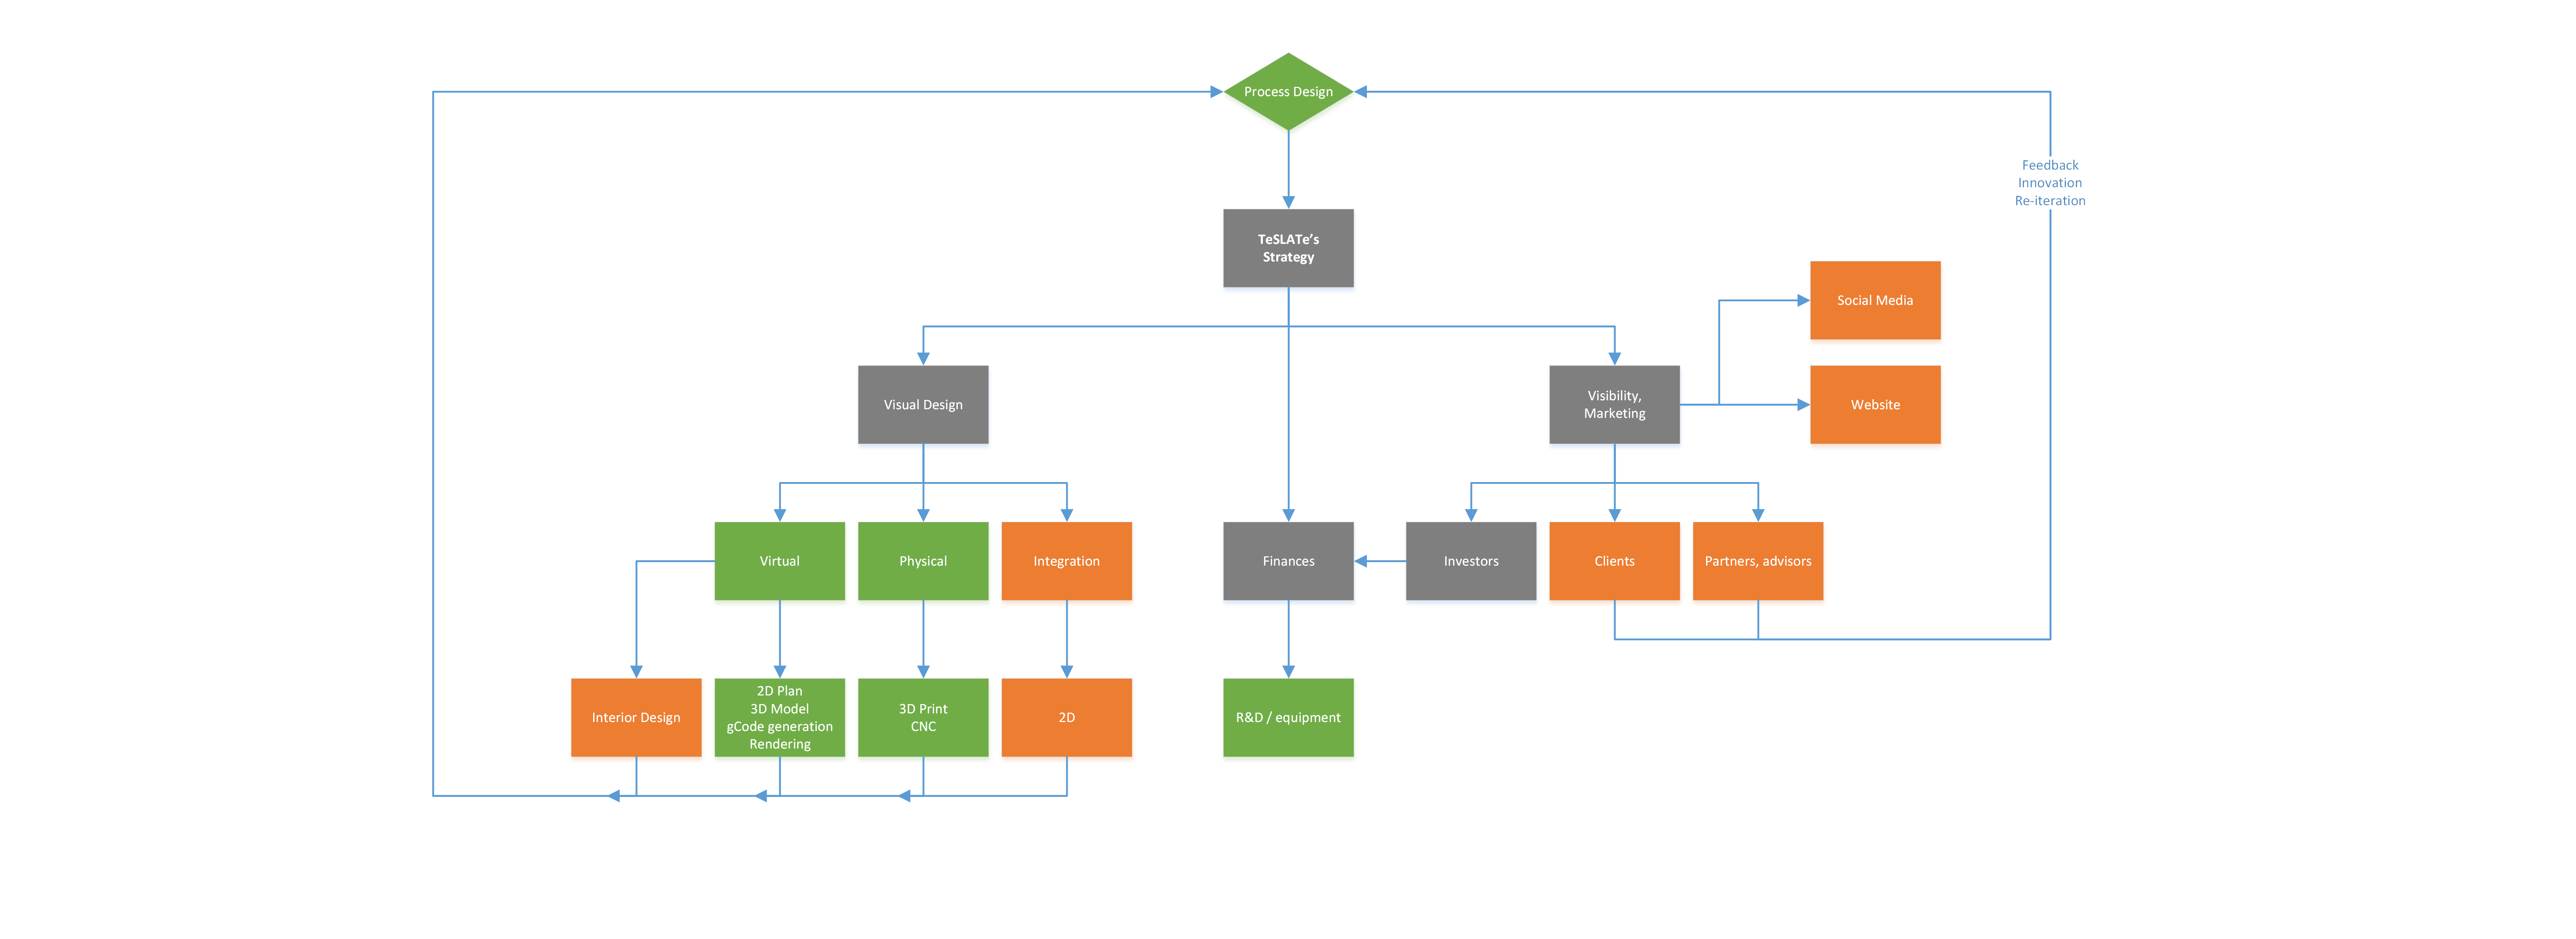 Process Design
Feedback
Innovation
Re-iteration
TeSLATe’s
Strategy
Social Media
Visual Design
Visibility,
Marketing
Website
Virtual
Physical
Integration
Finances
Investors
Clients
Partners, advisors
Interior Design
2D Plan
3D Model
gCode generation
Rendering
3D Print
CNC
2D
R&D / equipment